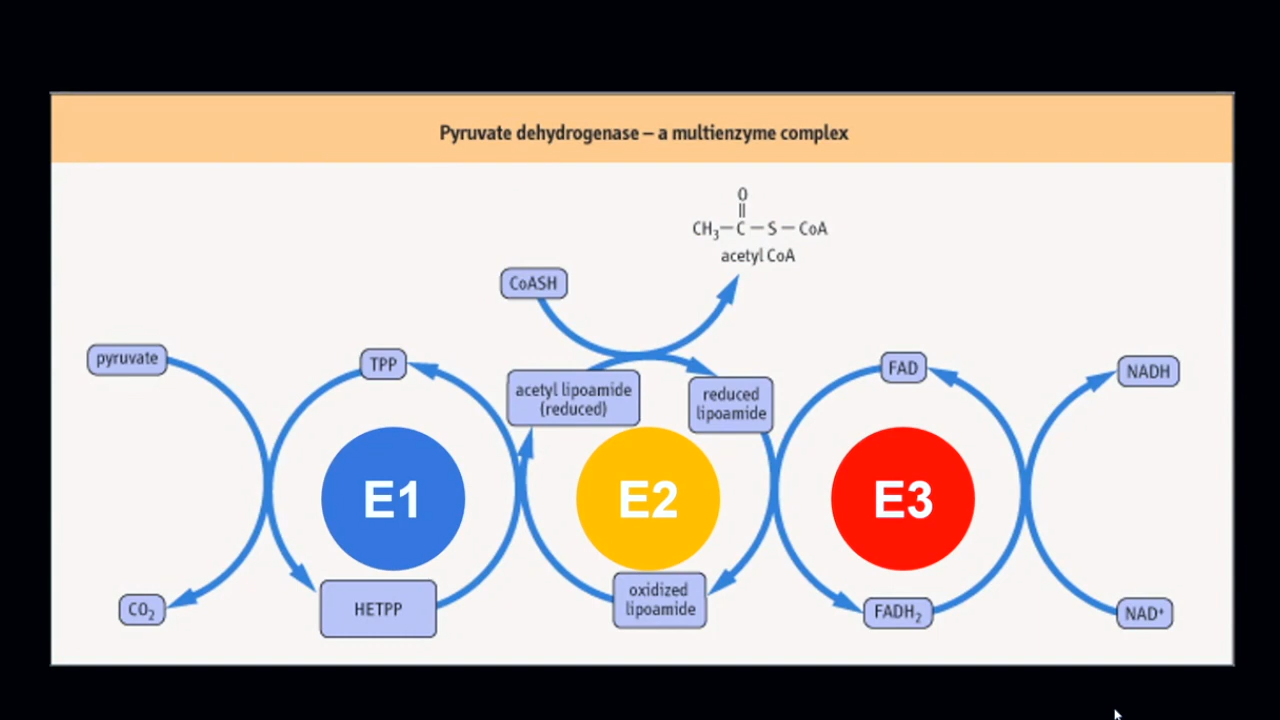 Pyruvate dehydrogenase – a multienzyme complex
O
CH₃—C—S—CoA
acetyl CoA
CoASH
pyruvate
TPP
acetyl lipoamide
(reduced)
reduced
lipoamide
FAD
NADH
E1
E2
E3
CO₂
HETPP
oxidized
lipoamide
FADH₂
NAD⁺